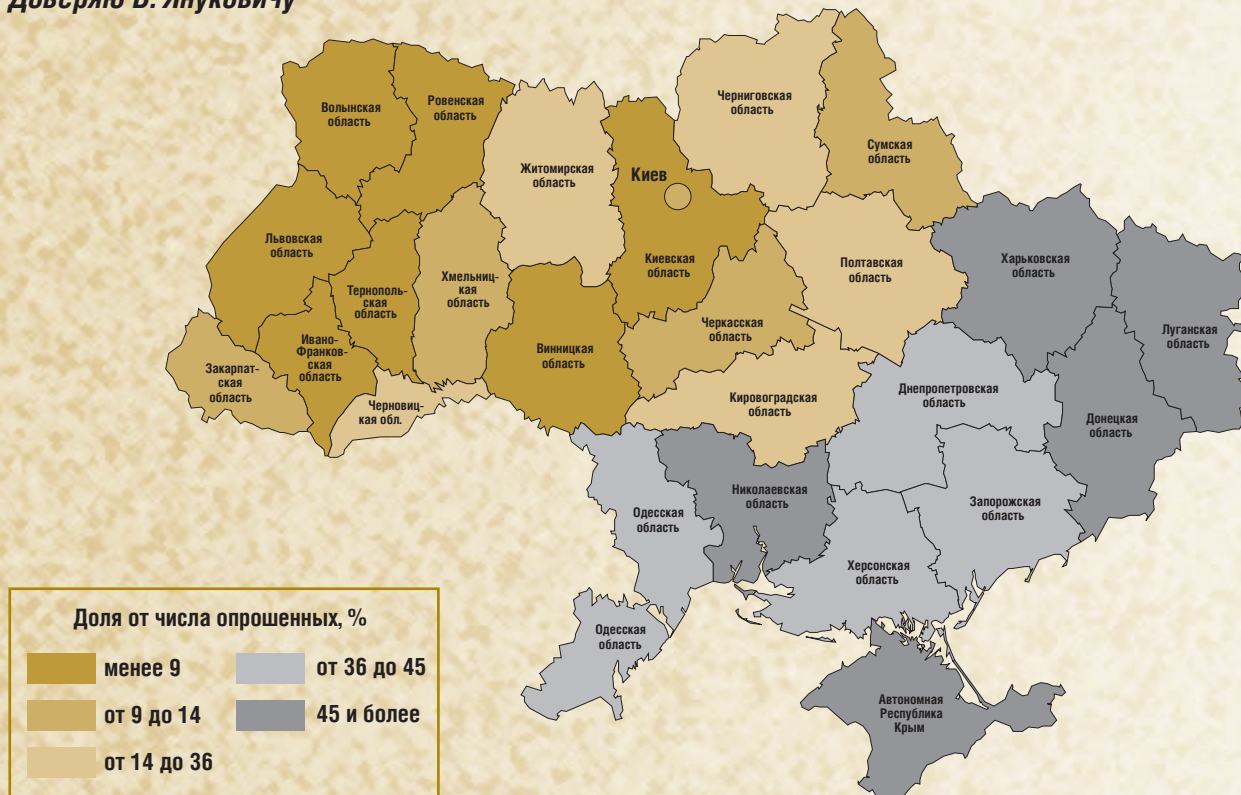 Доверяю В. Януковичу
Волынская
область
Ровенская
область
Житомирская
область
Киев
Черниговская
область
Сумская
область
Львовская
область
Тернополь-
ская
область
Хмельниц-
кая
область
Киевская
область
Полтавская
область
Харьковская
область
Луганская
область
Закарпат-
ская
область
Ивано-
Франков-
ская
область
Черновиц-
кая обл.
Винницкая
область
Черкасская
область
Кировоградская
область
Днепропетровская
область
Донецкая
область
Одесская
область
Николаевская
область
Запорожская
область
Херсонская
область
Одесская
область
Автономная
Республика
Крым
Доля от числа опрошенных, %
менее 9
от 9 до 14
от 14 до 36
от 36 до 45
45 и более